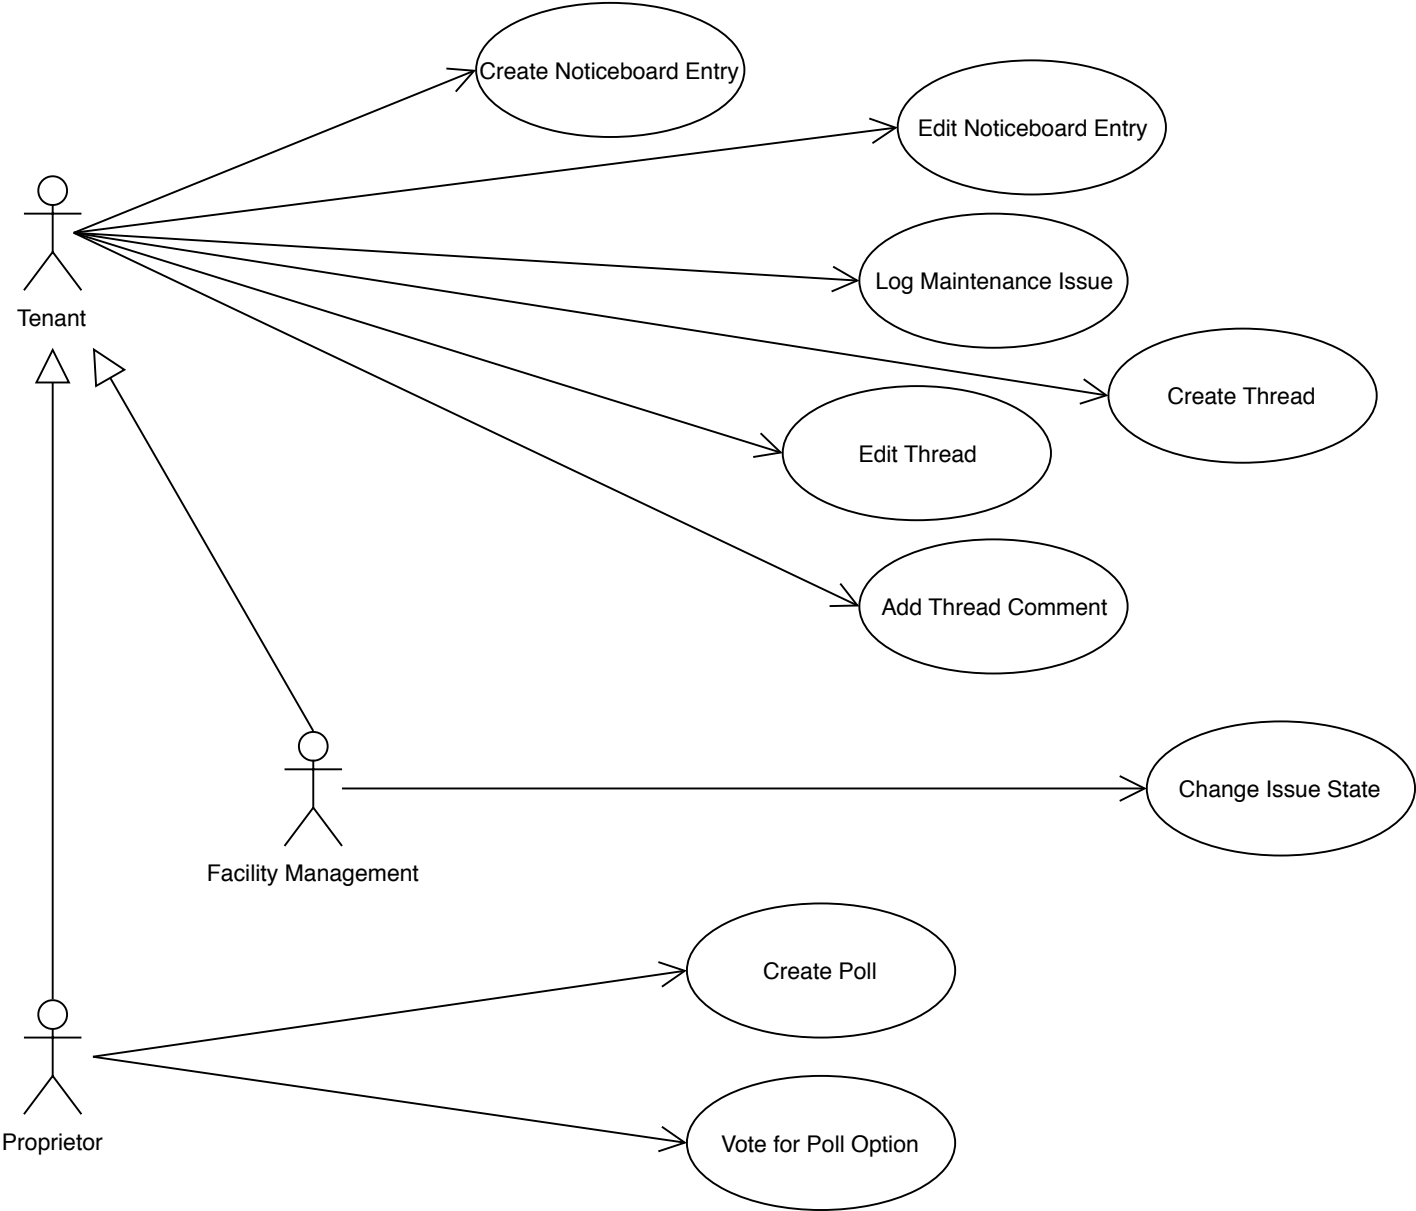 Create Noticeboard Entry
Edit Noticeboard Entry
Log Maintenance Issue
Tenant
Create Thread
Edit Thread
Add Thread Comment
Change Issue State
Facility Management
Create Poll
Proprietor
Vote for Poll Option